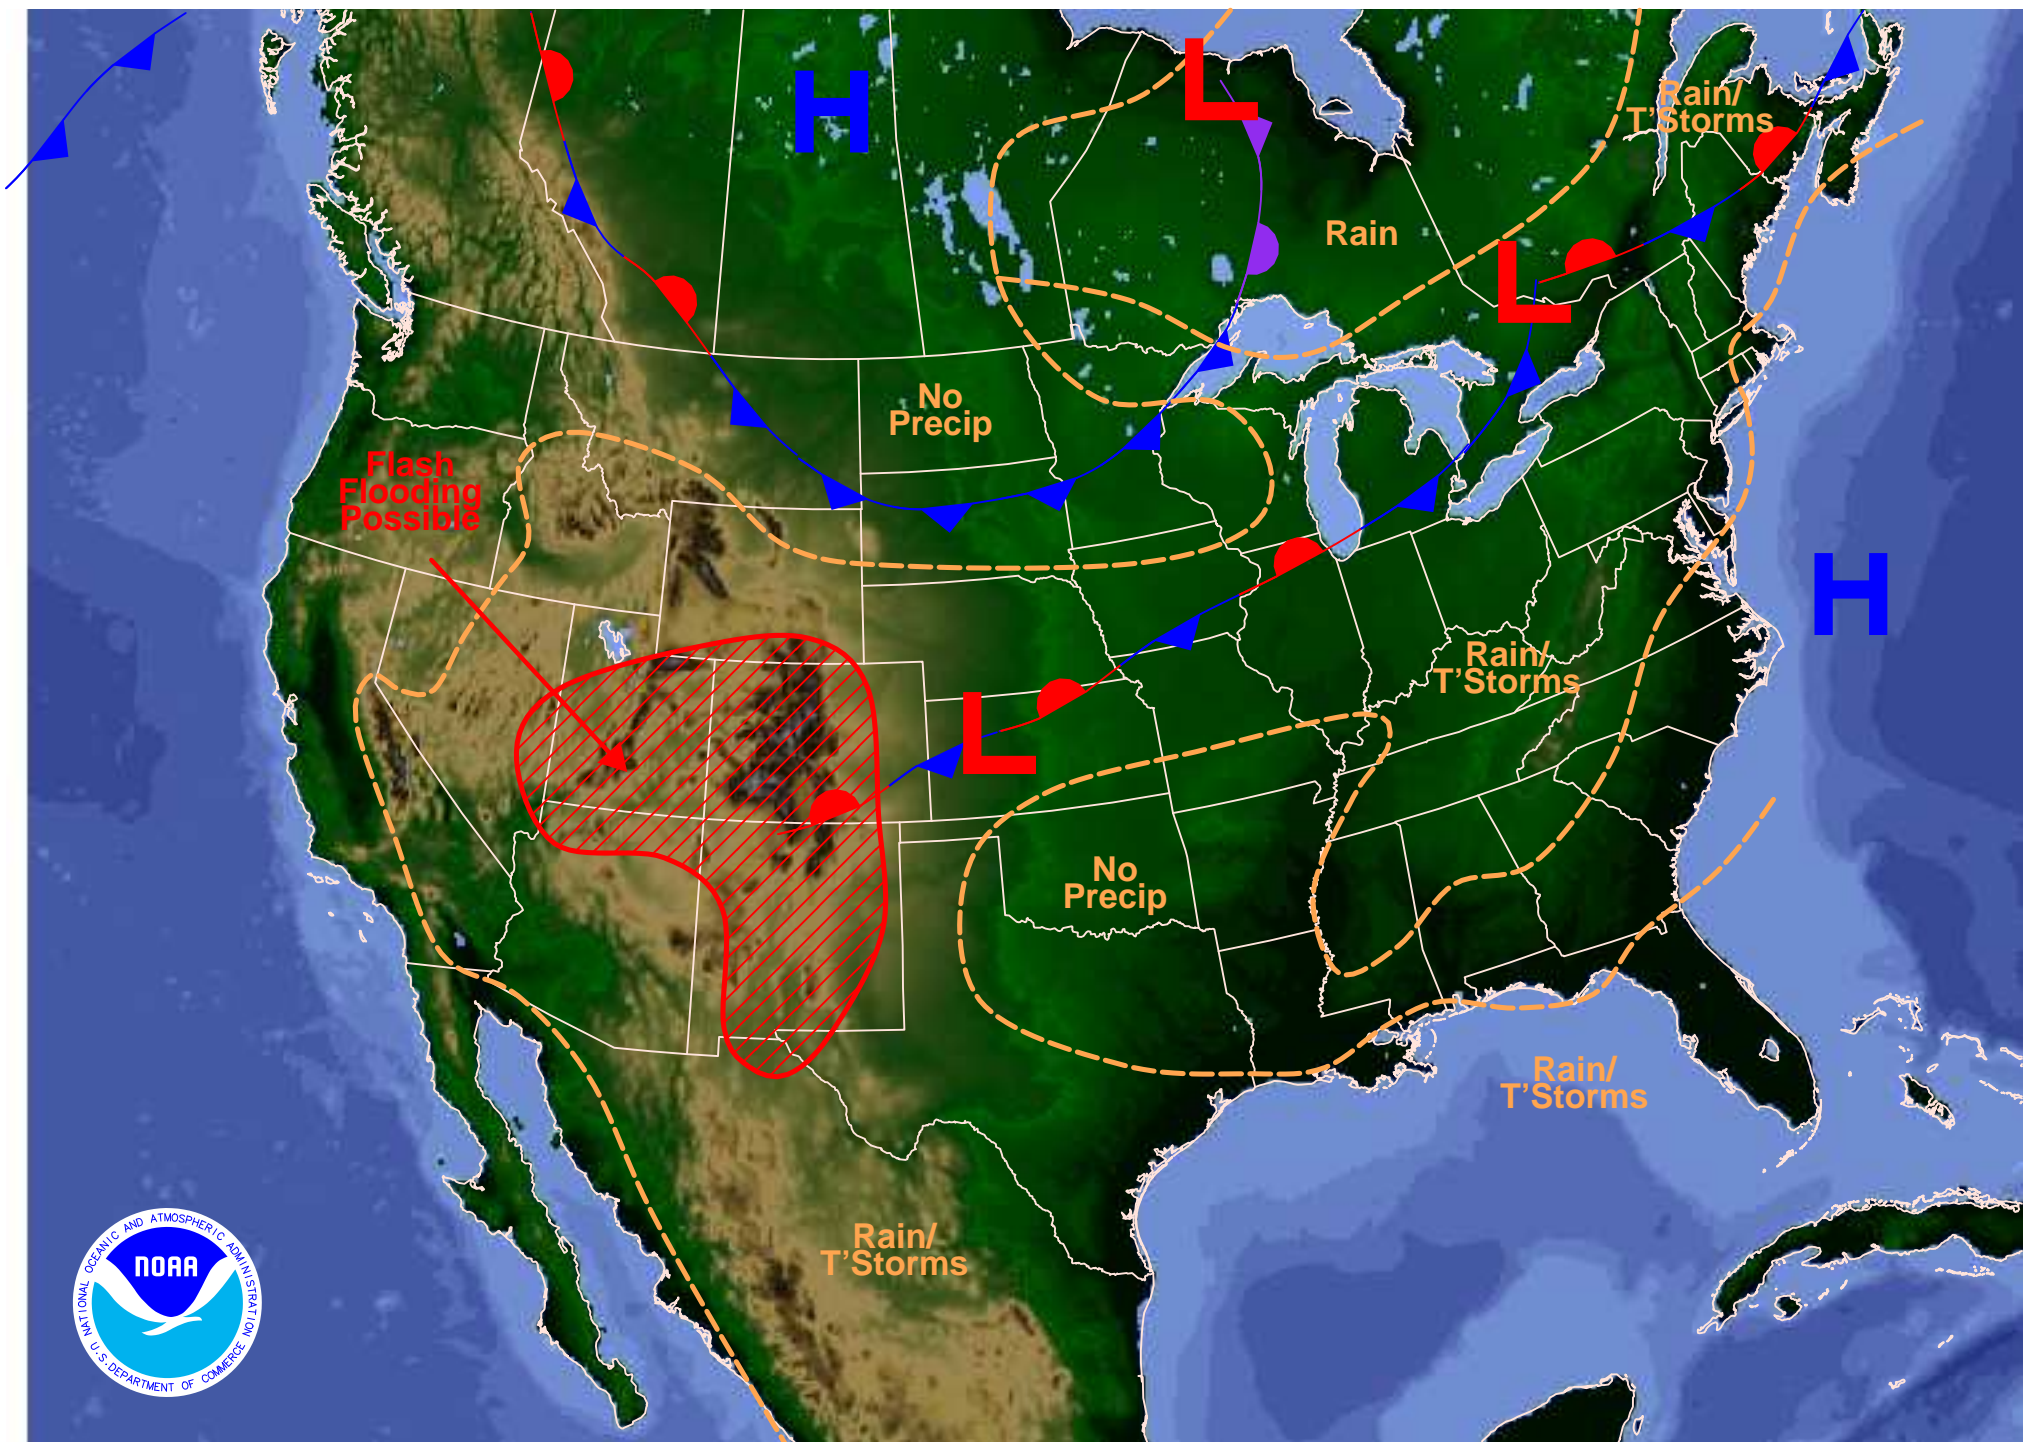 H
L
Rain/
T'Storms
Rain
L
No
Precip
Flash
Flooding
Possible
H
Rain/
T'Storms
L
No
Precip
Rain/
T'Storms
Rain/
T'Storms
NATIONAL OCEANIC AND ATMOSPHERIC ADMINISTRATION
NOAA
U.S. DEPARTMENT OF COMMERCE